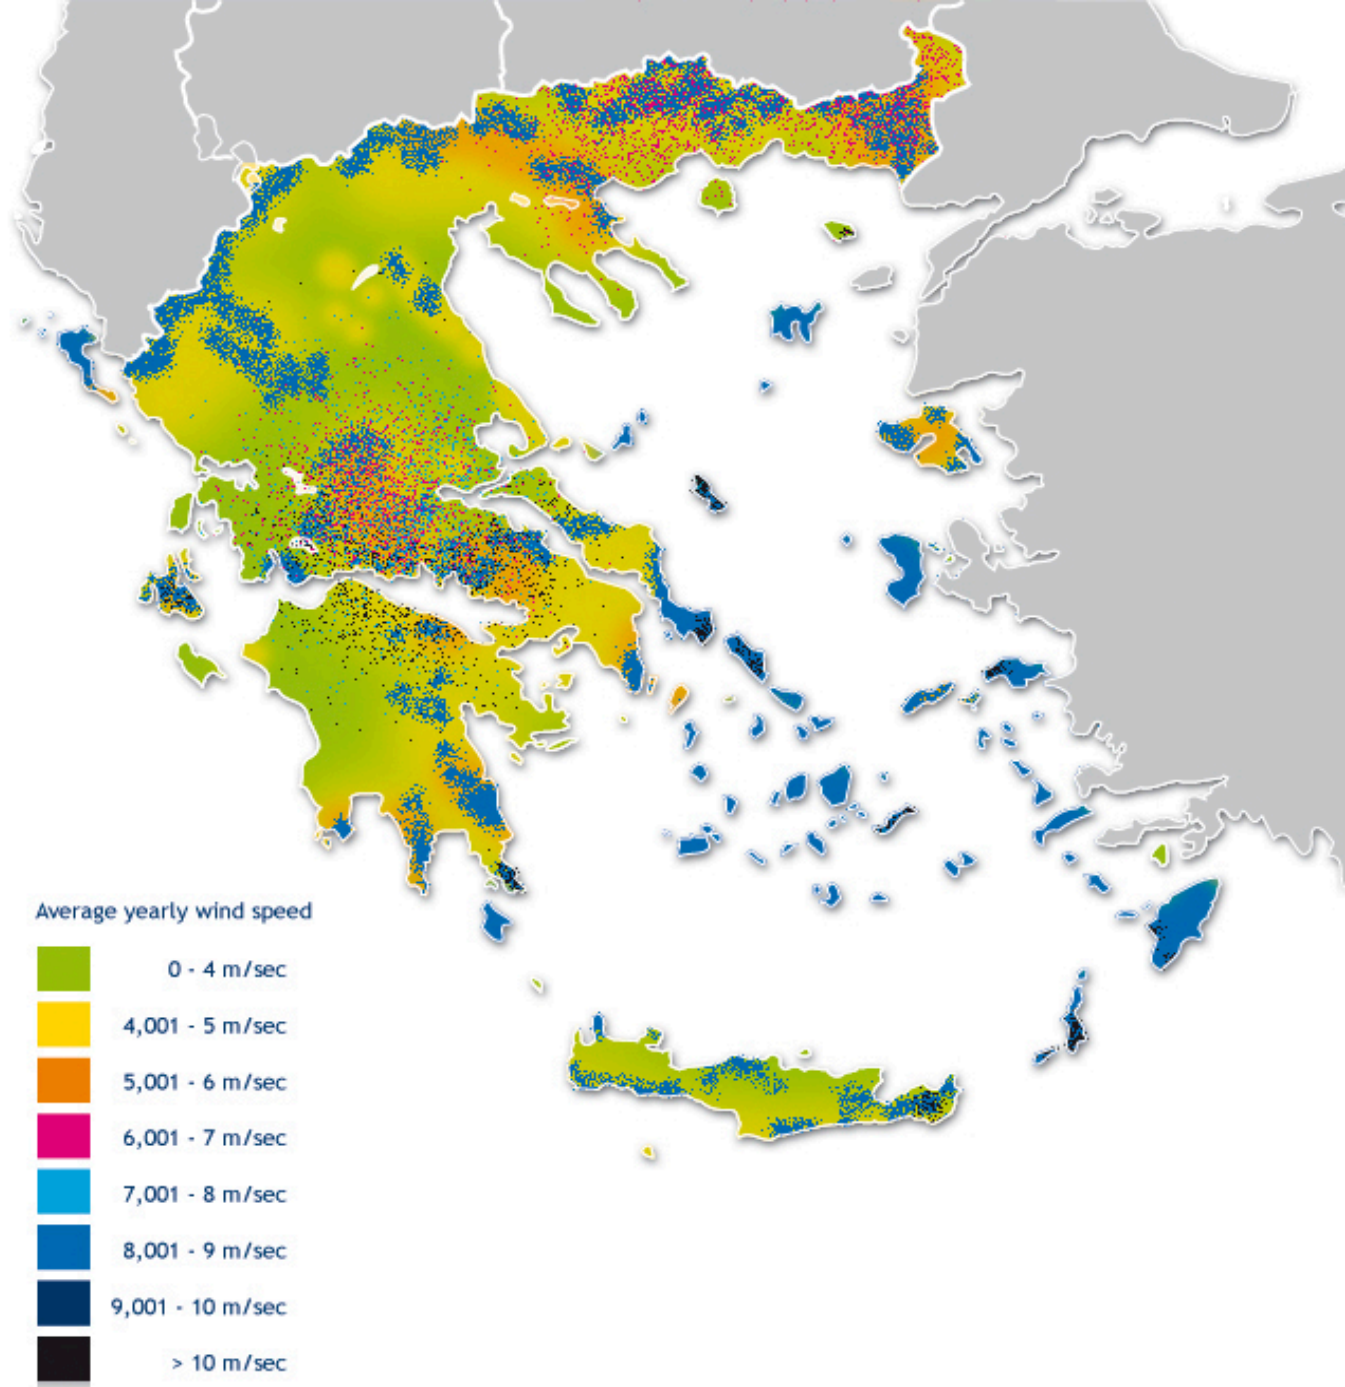 Average yearly wind speed
0 - 4 m/sec
4,001 - 5 m/sec
5,001 - 6 m/sec
6,001 - 7 m/sec
7,001 - 8 m/sec
8,001 - 9 m/sec
9,001 - 10 m/sec
> 10 m/sec